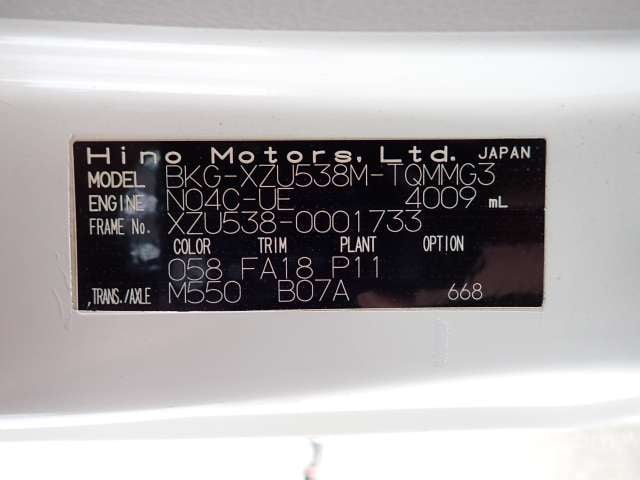 Hino Motors, Ltd. JAPAN
MODEL BKG-XZU538M-TQMMG3
ENGINE N04C-UE 4009 mL
FRAME No. XZU538-0001733
COLOR TRIM PLANT OPTION
058 FA18 P11
TRANS./AXLE M550 B07A 668